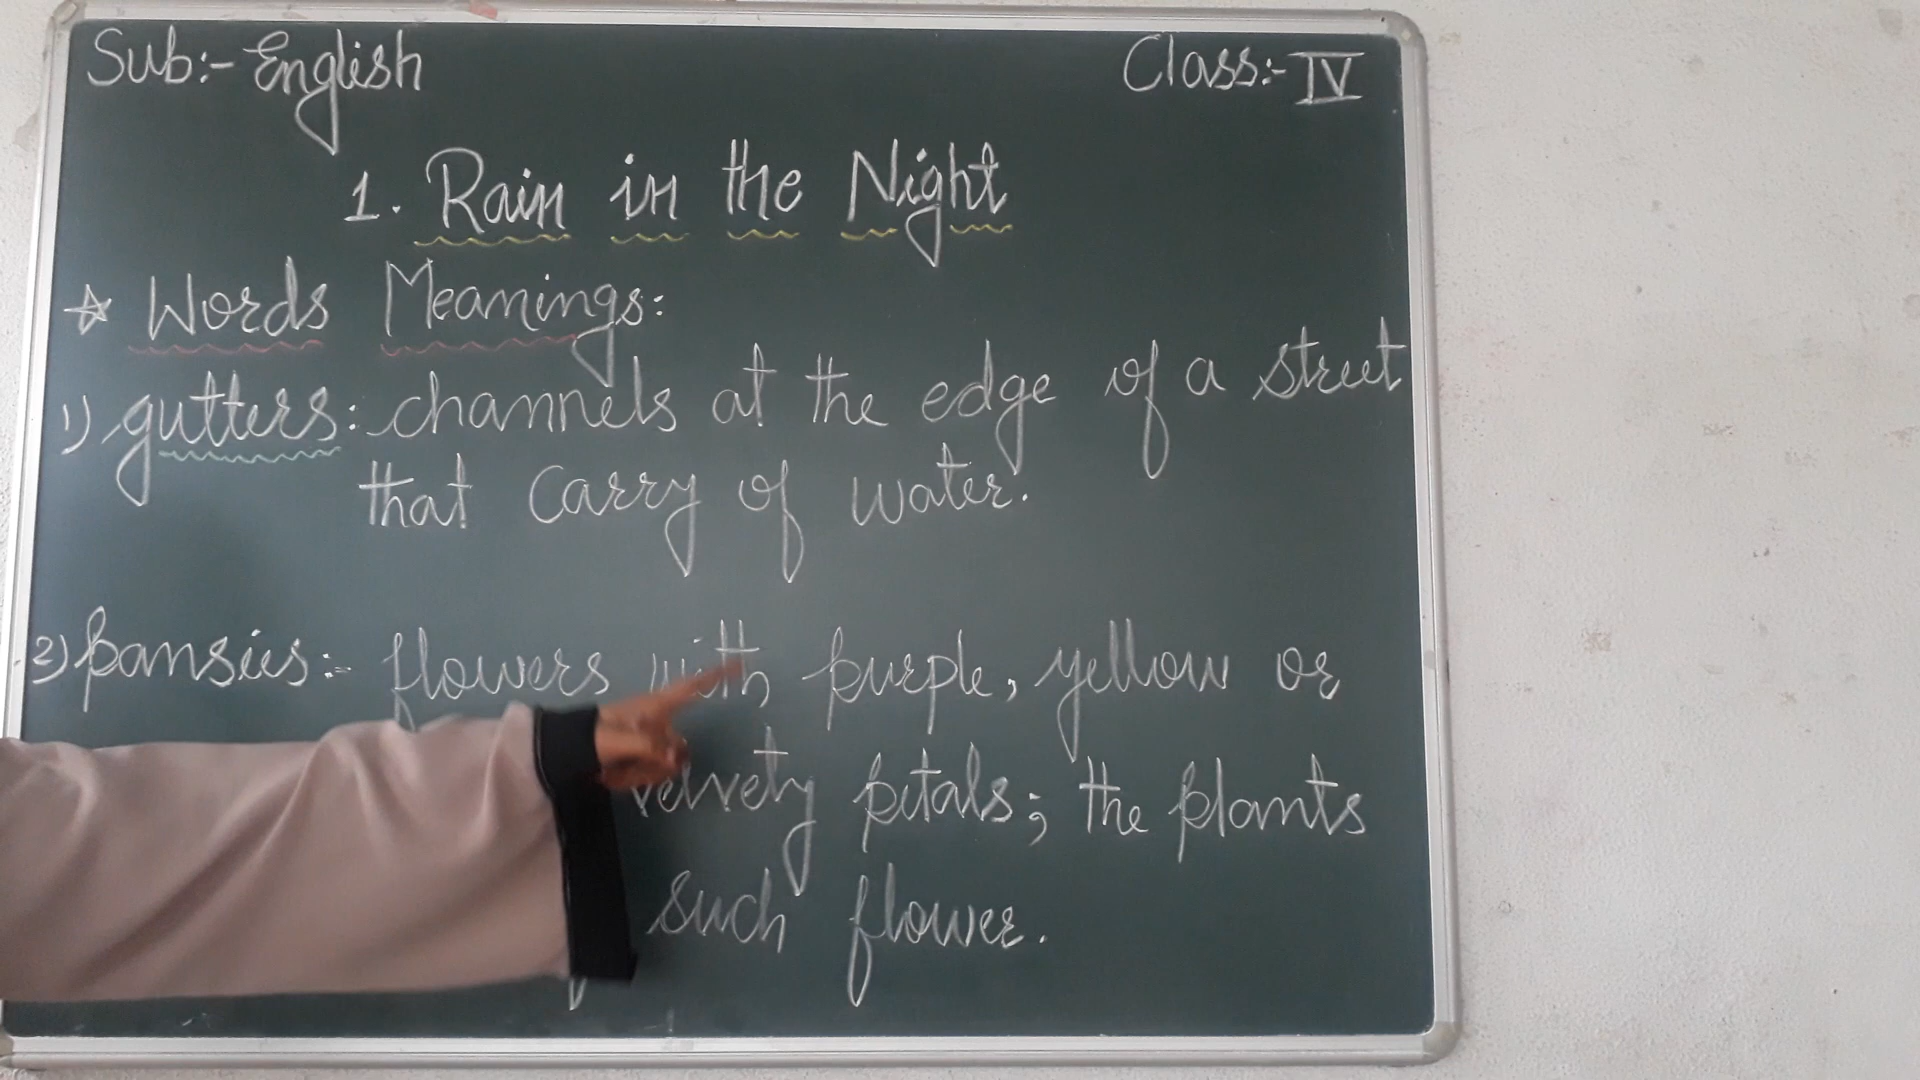 Sub:- English
Class:- IV
1. Rain in the Night
☆ Words Meanings:
1) gutters: channels at the edge of a street
that carry of water.
2) pansies:- flowers with purple, yellow or
velvety petals; the plants
such flower.